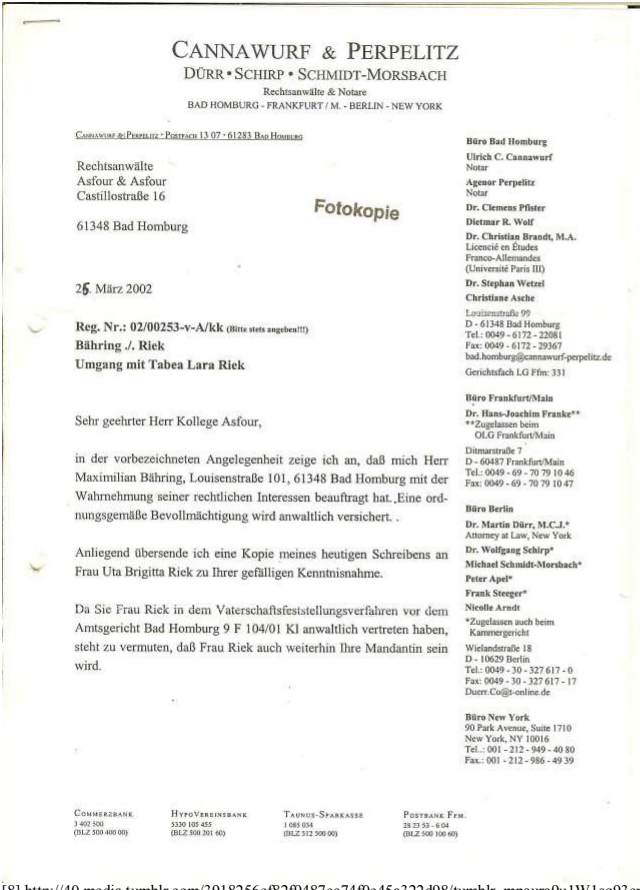 CANNAWURF & PERPELITZ
DÜRR • SCHIRP • SCHMIDT-MORSBACH
Rechtsanwälte & Notare
BAD HOMBURG - FRANKFURT / M. - BERLIN - NEW YORK
CANNAWURF & PERPELITZ · POSTFACH 13 07 · 61283 BAD HOMBURG
Rechtsanwälte
Asfour & Asfour
Castillostraße 16
61348 Bad Homburg
Fotokopie
März 2002
Reg. Nr.: 02/00253-v-A/kk (Bitte stets angeben!!!)
Bähring ./. Riek
Umgang mit Tabea Lara Riek
Sehr geehrter Herr Kollege Asfour,
in der vorbezeichneten Angelegenheit zeige ich an, daß mich Herr
Maximilian Bähring, Louisenstraße 101, 61348 Bad Homburg mit der
Wahrnehmung seiner rechtlichen Interessen beauftragt hat. Eine ord-
nungsgemäße Bevollmächtigung wird anwaltlich versichert. .
Anliegend übersende ich eine Kopie meines heutigen Schreibens an
Frau Uta Brigitta Riek zu Ihrer gefälligen Kenntnisnahme.
Da Sie Frau Riek in dem Vaterschaftsfeststellungsverfahren vor dem
Amtsgericht Bad Homburg 9 F 104/01 KI anwaltlich vertreten haben,
steht zu vermuten, daß Frau Riek auch weiterhin Ihre Mandantin sein
wird.
Büro Bad Homburg
Ulrich C. Cannawurf
Notar
Agenor Perpelitz
Notar
Dr. Clemens Pfister
Dietmar R. Wolf
Dr. Christian Brandt, M.A.
Licencié en Études
Franco-Allemandes
(Université Paris III)
Dr. Stephan Wetzel
Christiane Asche
Louisenstraße 99
D - 61348 Bad Homburg
Tel.: 0049 - 6172 - 22081
Fax: 0049 - 6172 - 29367
bad.homburg@cannawurf-perpelitz.de
Gerichtsfach LG Ffm: 331
Büro Frankfurt/Main
Dr. Hans-Joachim Franke**
**Zugelassen beim
OLG Frankfurt/Main
Ditmarstraße 7
D - 60487 Frankfurt/Main
Tel.: 0049 - 69 - 70 79 10 46
Fax: 0049 - 69 - 70 79 10 47
Büro Berlin
Dr. Martin Dürr, M.C.J.*
Attorney at Law, New York
Dr. Wolfgang Schirp*
Michael Schmidt-Morsbach*
Peter Apel*
Frank Steeger*
Nicolle Arndt
*Zugelassen auch beim
Kammergericht
Wielandstraße 18
D - 10629 Berlin
Tel.: 0049 - 30 - 327 617 - 0
Fax: 0049 - 30 - 327 617 - 17
Duerr.Co@t-online.de
Büro New York
90 Park Avenue, Suite 1710
New York, NY 10016
Tel..: 001 - 212 - 949 - 40 80
Fax.: 001 - 212 - 986 - 49 39
COMMERZBANK
3 402 500
(BLZ 500 400 00)
HYPOVEREINSBANK
5330 105 455
(BLZ 500 201 60)
TAUNUS-SPARKASSE
1 085 034
(BLZ 512 500 00)
POSTBANK FFM.
28 23 53 - 6 04
(BLZ 500 100 60)